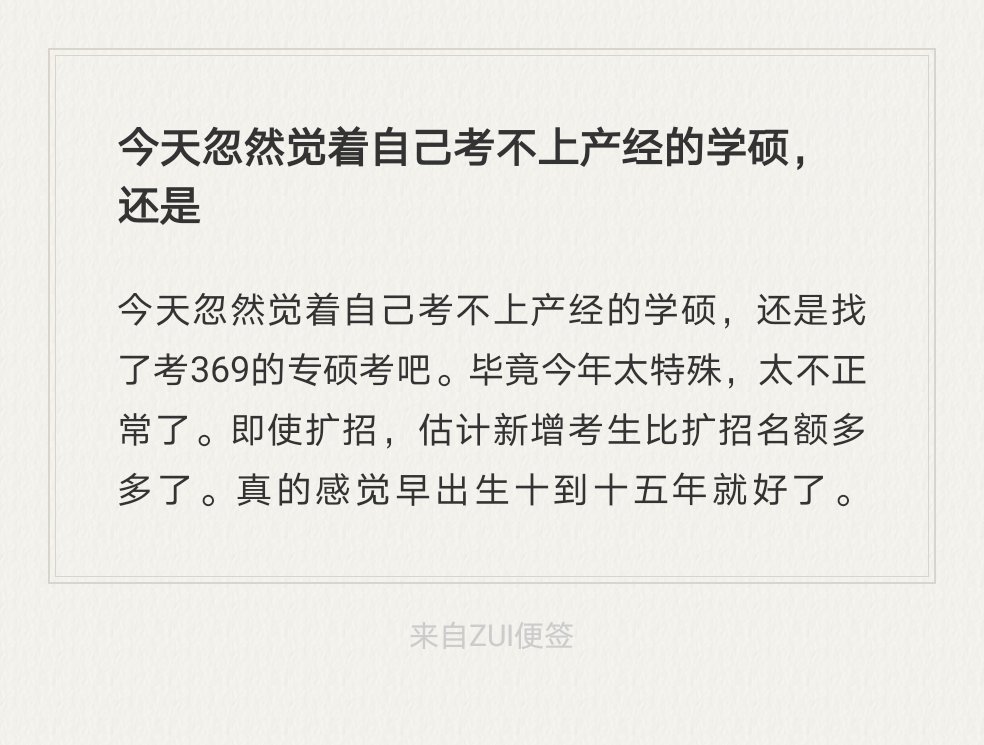 今天忽然觉着自己考不上产经的学硕，
还是
今天忽然觉着自己考不上产经的学硕，还是找
了考369的专硕考吧。毕竟今年太特殊，太不正
常了。即使扩招，估计新增考生比扩招名额多
多了。真的感觉早出生十到十五年就好了。
来自ZUI便签